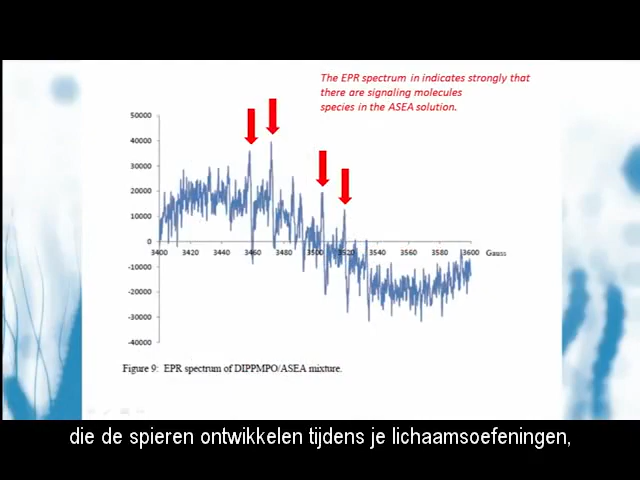 The EPR spectrum in indicates strongly that
there are signaling molecules
species in the ASEA solution.
50000
40000
30000
20000
10000
0
-10000
-20000
-30000
-40000
3400 3420 3440 3460 3480 3500 3520 3540 3560 3580 3600 Gauss
Figure 9: EPR spectrum of DIPPMPO/ASEA mixture.
die de spieren ontwikkelen tijdens je lichaamsoefeningen,